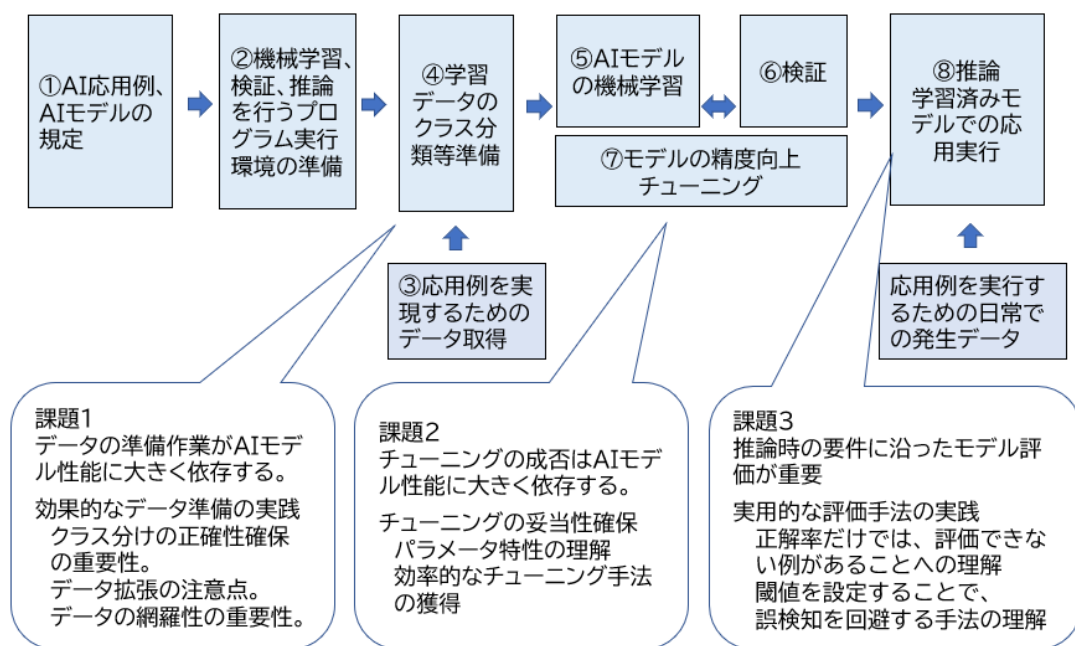 ①AI応用例、
AIモデルの
規定
②機械学習、
検証、推論
を行うプロ
グラム実行
環境の準備
④学習
データの
クラス分
類等準備
⑤AIモデル
の機械学習
⑥検証
⑦モデルの精度向上
チューニング
⑧推論
学習済みモ
デルでの応
用実行
③応用例を実
現するための
データ取得
応用例を実行す
るための日常で
の発生データ
課題1
データの準備作業がAIモ
デル性能に大きく依存する。
効果的なデータ準備の実践
クラス分けの正確性確保
の重要性。
データ拡張の注意点。
データの網羅性の重要性。
課題2
チューニングの成否はAIモデ
ル性能に大きく依存する。
チューニングの妥当性確保
パラメータ特性の理解
効率的なチューニング手法
の獲得
課題3
推論時の要件に沿ったモデル評
価が重要
実用的な評価手法の実践
正解率だけでは、評価できな
い例があることへの理解
閾値を設定することで、
誤検知を回避する手法の理解